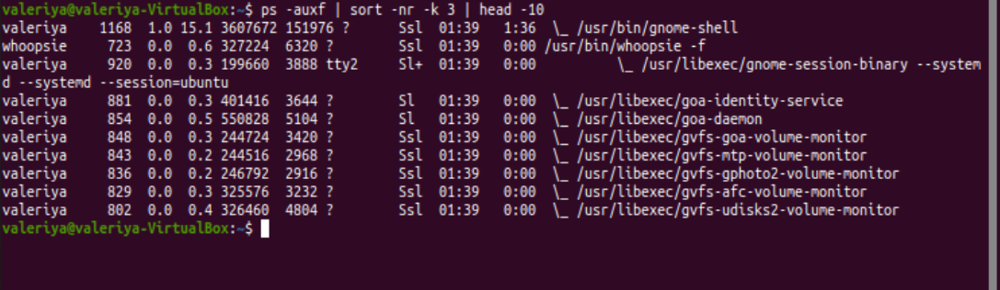 valeriya@valeriya-VirtualBox:~$ ps -auxf | sort -nr -k 3 | head -10
valeriya    1168  1.0 15.1 3607672 151976 ?      Ssl  01:39   1:36  \_ /usr/bin/gnome-shell
whoopsie     723  0.0  0.6 327224  6320 ?        Ssl  01:39   0:00 /usr/bin/whoopsie -f
valeriya     920  0.0  0.3 199660  3888 tty2     Sl+  01:39   0:00          \_ /usr/libexec/gnome-session-binary --system
d --systemd --session=ubuntu
valeriya     881  0.0  0.3 401416  3644 ?        Sl   01:39   0:00  \_ /usr/libexec/goa-identity-service
valeriya     854  0.0  0.5 550828  5104 ?        Sl   01:39   0:00  \_ /usr/libexec/goa-daemon
valeriya     848  0.0  0.3 244724  3420 ?        Ssl  01:39   0:00  \_ /usr/libexec/gvfs-goa-volume-monitor
valeriya     843  0.0  0.2 244516  2968 ?        Ssl  01:39   0:00  \_ /usr/libexec/gvfs-mtp-volume-monitor
valeriya     836  0.0  0.2 246792  2916 ?        Ssl  01:39   0:00  \_ /usr/libexec/gvfs-gphoto2-volume-monitor
valeriya     829  0.0  0.3 325576  3232 ?        Ssl  01:39   0:00  \_ /usr/libexec/gvfs-afc-volume-monitor
valeriya     802  0.0  0.4 326460  4804 ?        Ssl  01:39   0:00  \_ /usr/libexec/gvfs-udisks2-volume-monitor
valeriya@valeriya-VirtualBox:~$